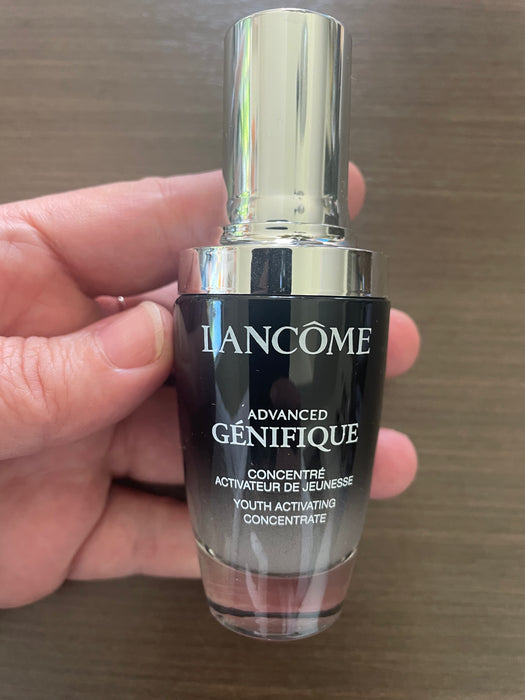 LANCÔME
ADVANCED
GÉNIFIQUE
CONCENTRÉ
ACTIVATEUR DE JEUNESSE
YOUTH ACTIVATING
CONCENTRATE